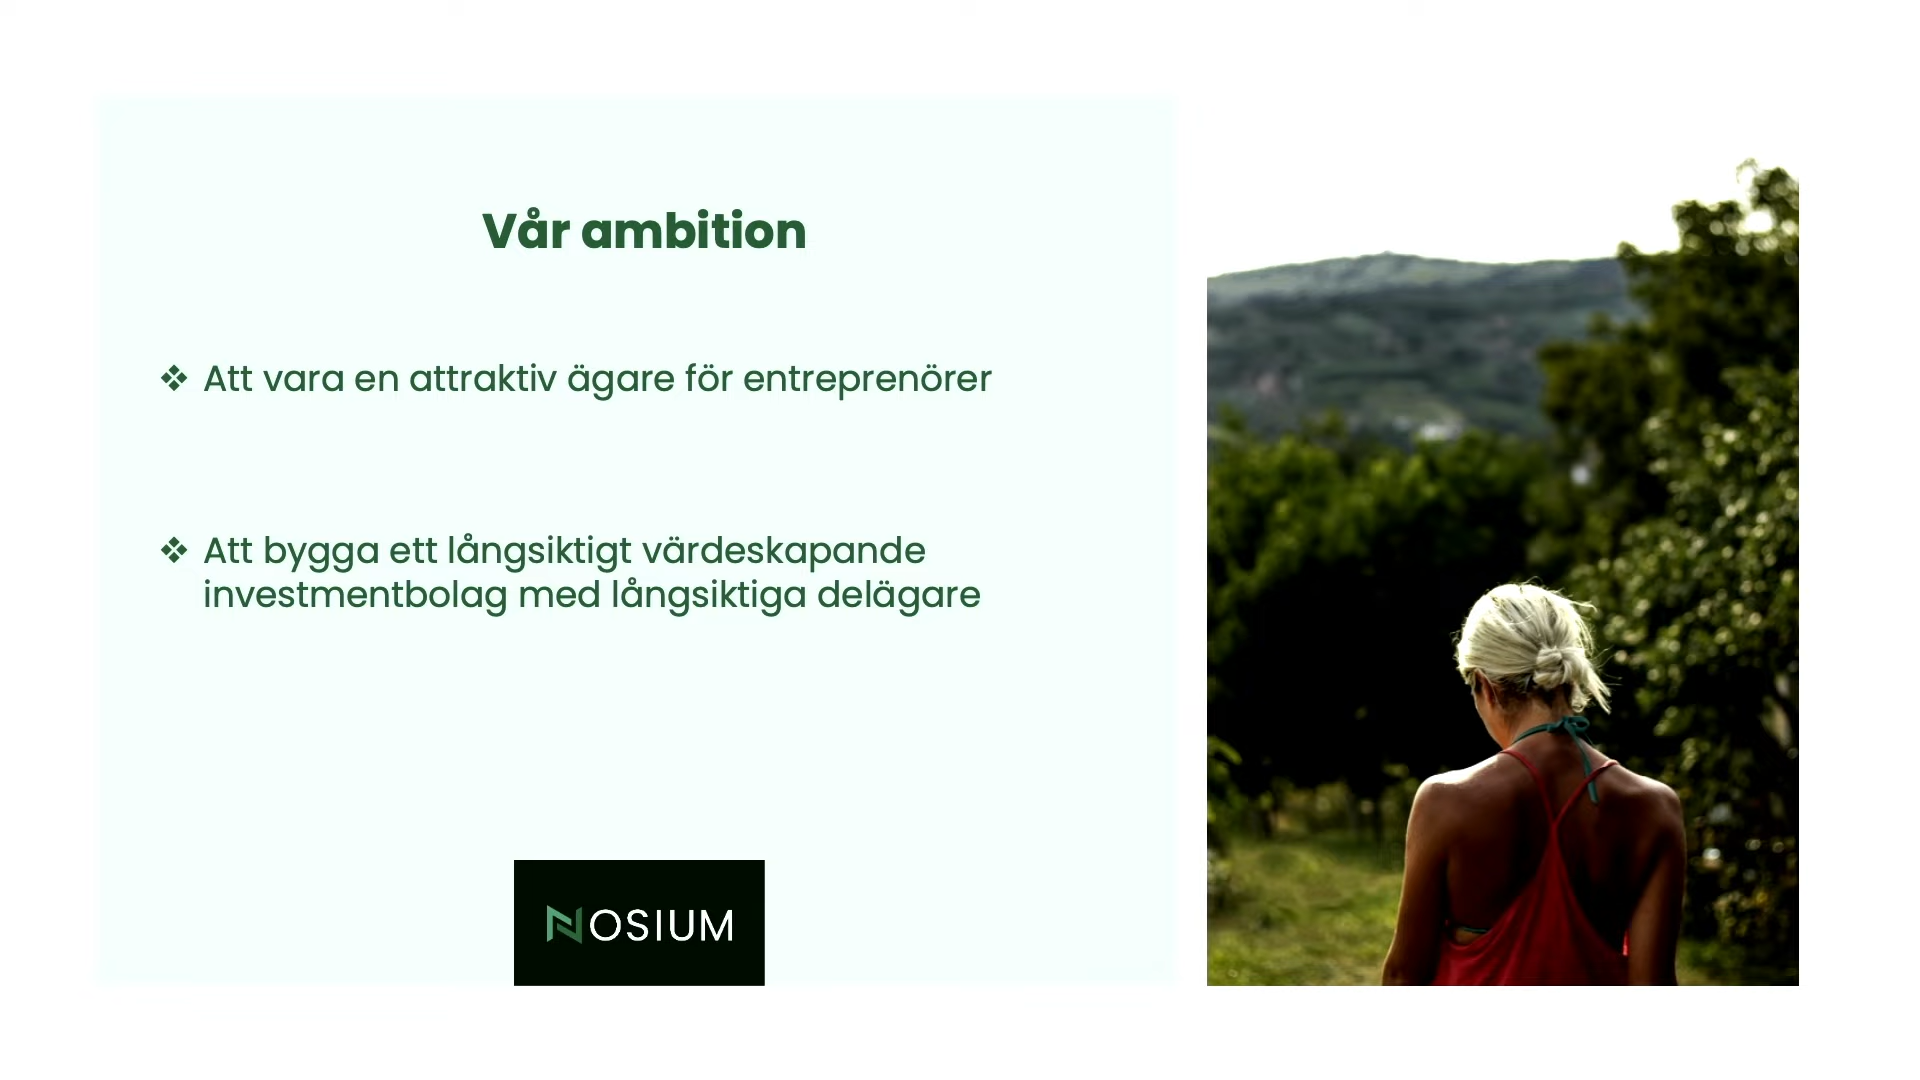 Vår ambition
❖ Att vara en attraktiv ägare för entreprenörer
❖ Att bygga ett långsiktigt värdeskapande
investmentbolag med långsiktiga delägare
NOSIUM